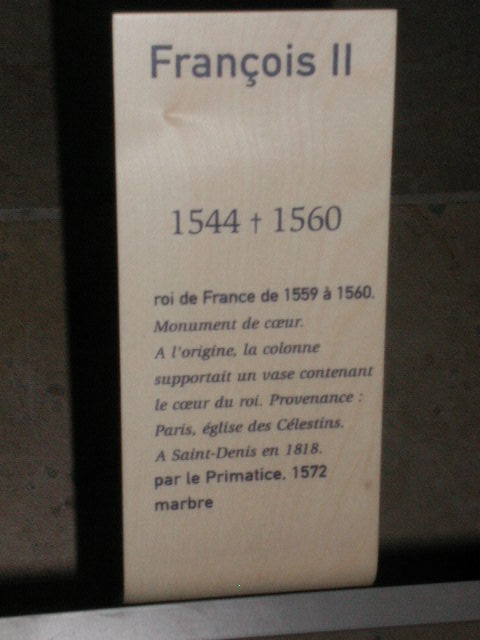 François II
1544 † 1560
roi de France de 1559 à 1560.
Monument de cœur.
A l'origine, la colonne
supportait un vase contenant
le cœur du roi. Provenance :
Paris, église des Célestins.
A Saint-Denis en 1818.
par le Primatice, 1572
marbre